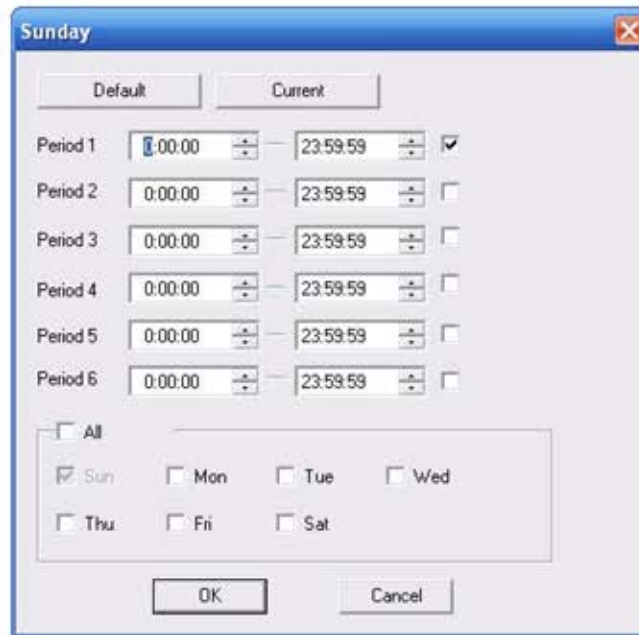 Sunday
Default Current
Period 1 0:00:00 23:59:59
Period 2 0:00:00 23:59:59
Period 3 0:00:00 23:59:59
Period 4 0:00:00 23:59:59
Period 5 0:00:00 23:59:59
Period 6 0:00:00 23:59:59
All
Sun Mon Tue Wed
Thu Fri Sat
OK Cancel